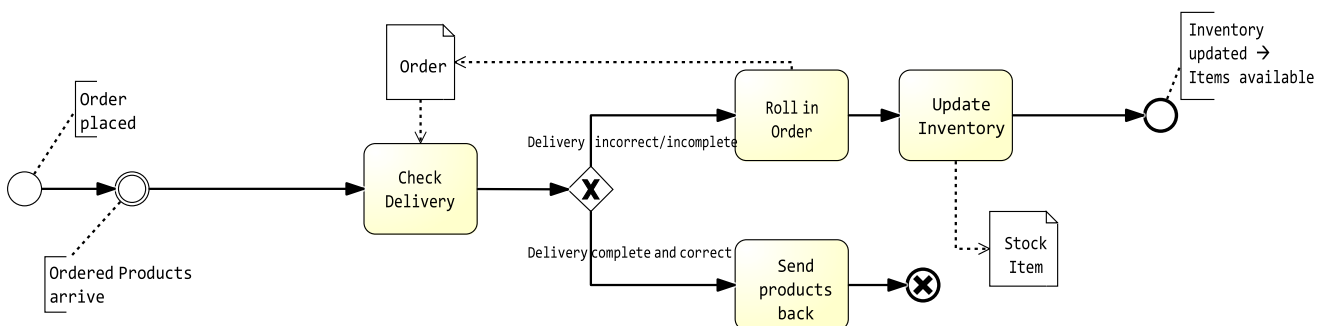 Order
placed
Ordered Products
arrive
Order
Check
Delivery
Delivery incorrect/incomplete
Delivery complete and correct
Roll in
Order
Update
Inventory
Inventory
updated →
Items available
Send
products
back
Stock
Item